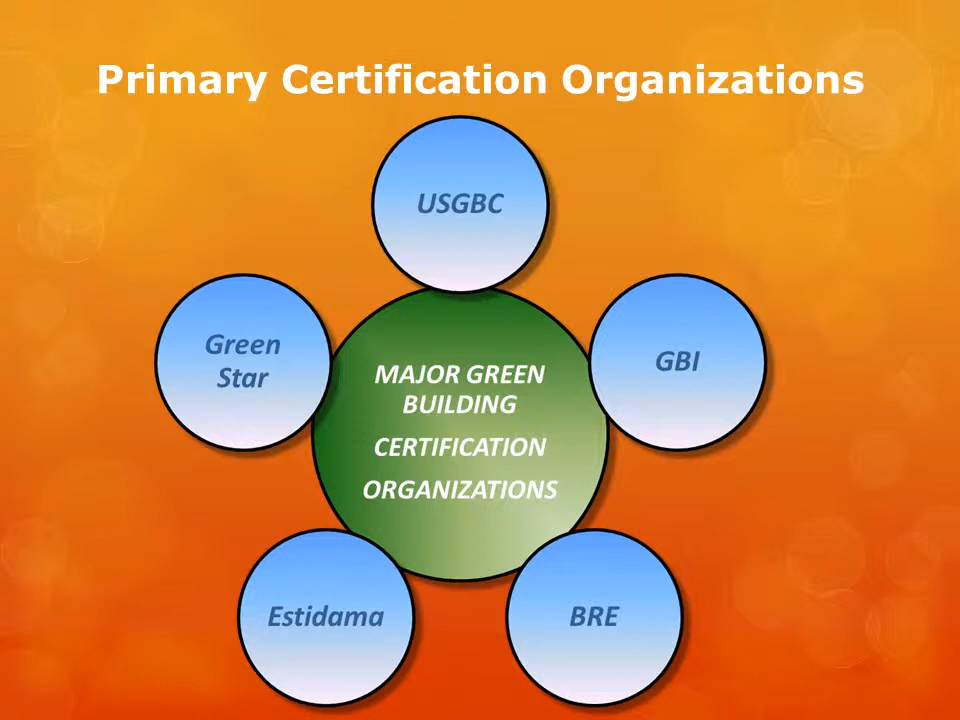 Primary Certification Organizations
USGBC
Green
Star
GBI
MAJOR GREEN
BUILDING
CERTIFICATION
ORGANIZATIONS
Estidama
BRE